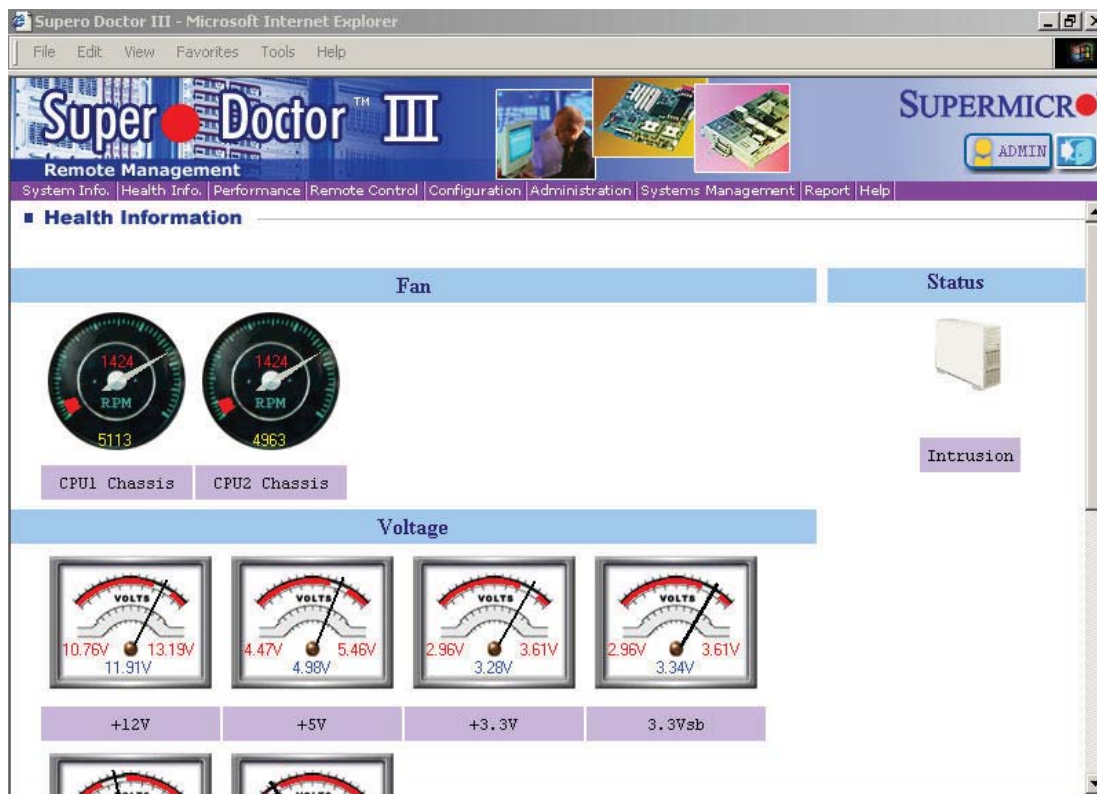 Supero Doctor III - Microsoft Internet Explorer
File Edit View Favorites Tools Help
Super Doctor™ III
Remote Management
SUPERMICR
ADMIN
System Info. Health Info. Performance Remote Control Configuration Administration Systems Management Report Help
Health Information
Fan
Status
1424
RPM
5113
1424
RPM
4963
CPU1 Chassis
CPU2 Chassis
Intrusion
Voltage
VOLTS
10.76V 13.19V
11.91V
VOLTS
4.47V 5.46V
4.98V
VOLTS
2.96V 3.61V
3.28V
VOLTS
2.96V 3.61V
3.34V
+12V
+5V
+3.3V
3.3Vsb